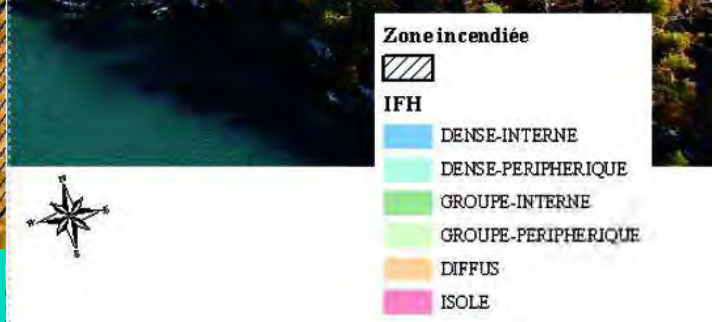 Zone incendiée
IFH
DENSE-INTERNE
DENSE-PERIPHERIQUE
GROUPE-INTERNE
GROUPE-PERIPHERIQUE
DIFFUS
ISOLE
N
W
E
S